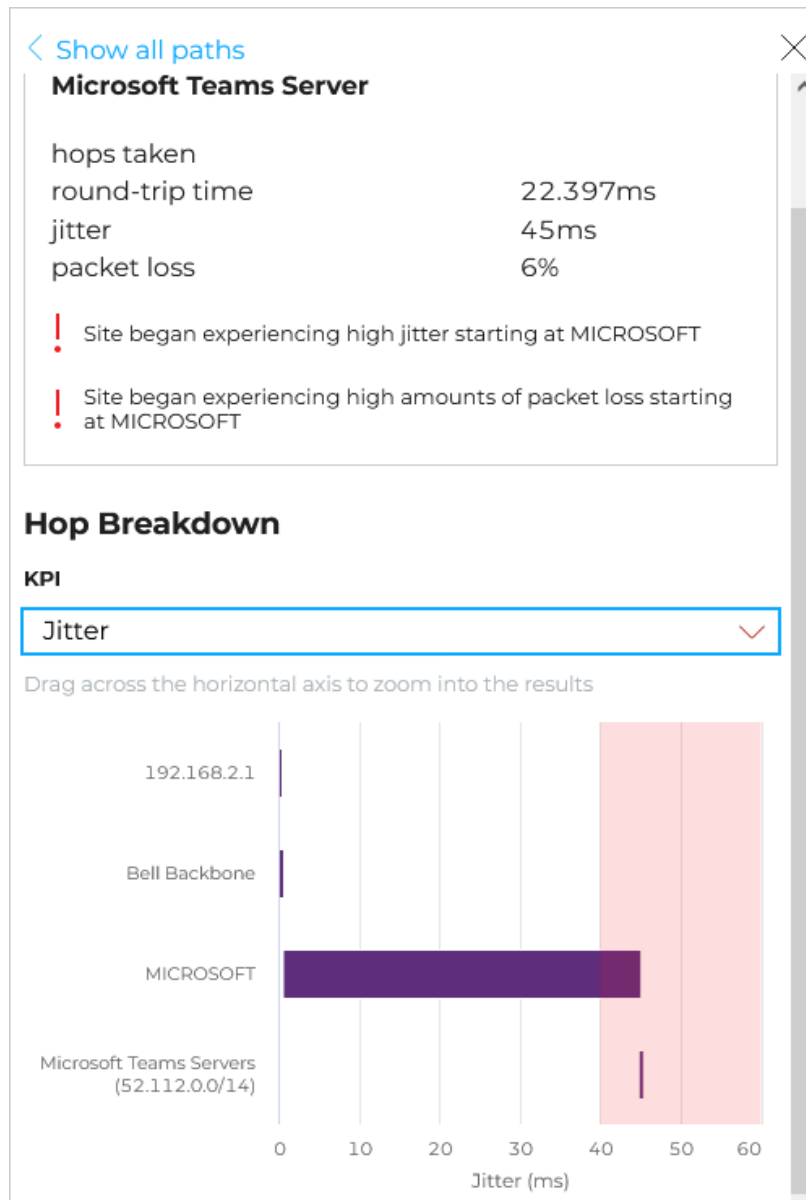 Show all paths
Microsoft Teams Server
hops taken
round-trip time 22.397ms
jitter 45ms
packet loss 6%
Site began experiencing high jitter starting at MICROSOFT
Site began experiencing high amounts of packet loss starting
at MICROSOFT
Hop Breakdown
KPI
Jitter
Drag across the horizontal axis to zoom into the results
192.168.2.1
Bell Backbone
MICROSOFT
Microsoft Teams Servers
(52.112.0.0/14)
0 10 20 30 40 50 60
Jitter (ms)